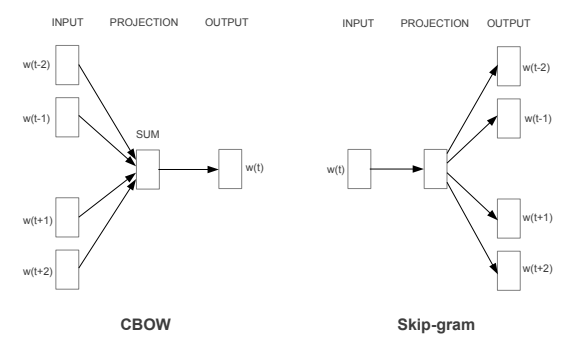 INPUT PROJECTION OUTPUT
w(t-2)
w(t-1)
SUM
w(t)
w(t+1)
w(t+2)
CBOW
INPUT PROJECTION OUTPUT
w(t-2)
w(t-1)
w(t)
w(t+1)
w(t+2)
Skip-gram